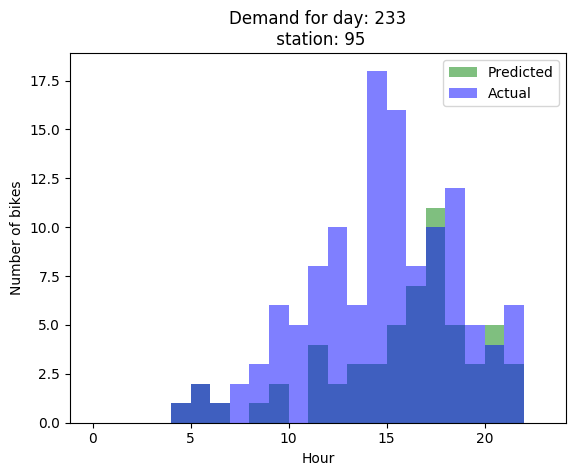 Demand for day: 233
station: 95
Predicted
Actual
17.5
15.0
12.5
10.0
7.5
5.0
2.5
0.0
Number of bikes
0
5
10
15
20
Hour